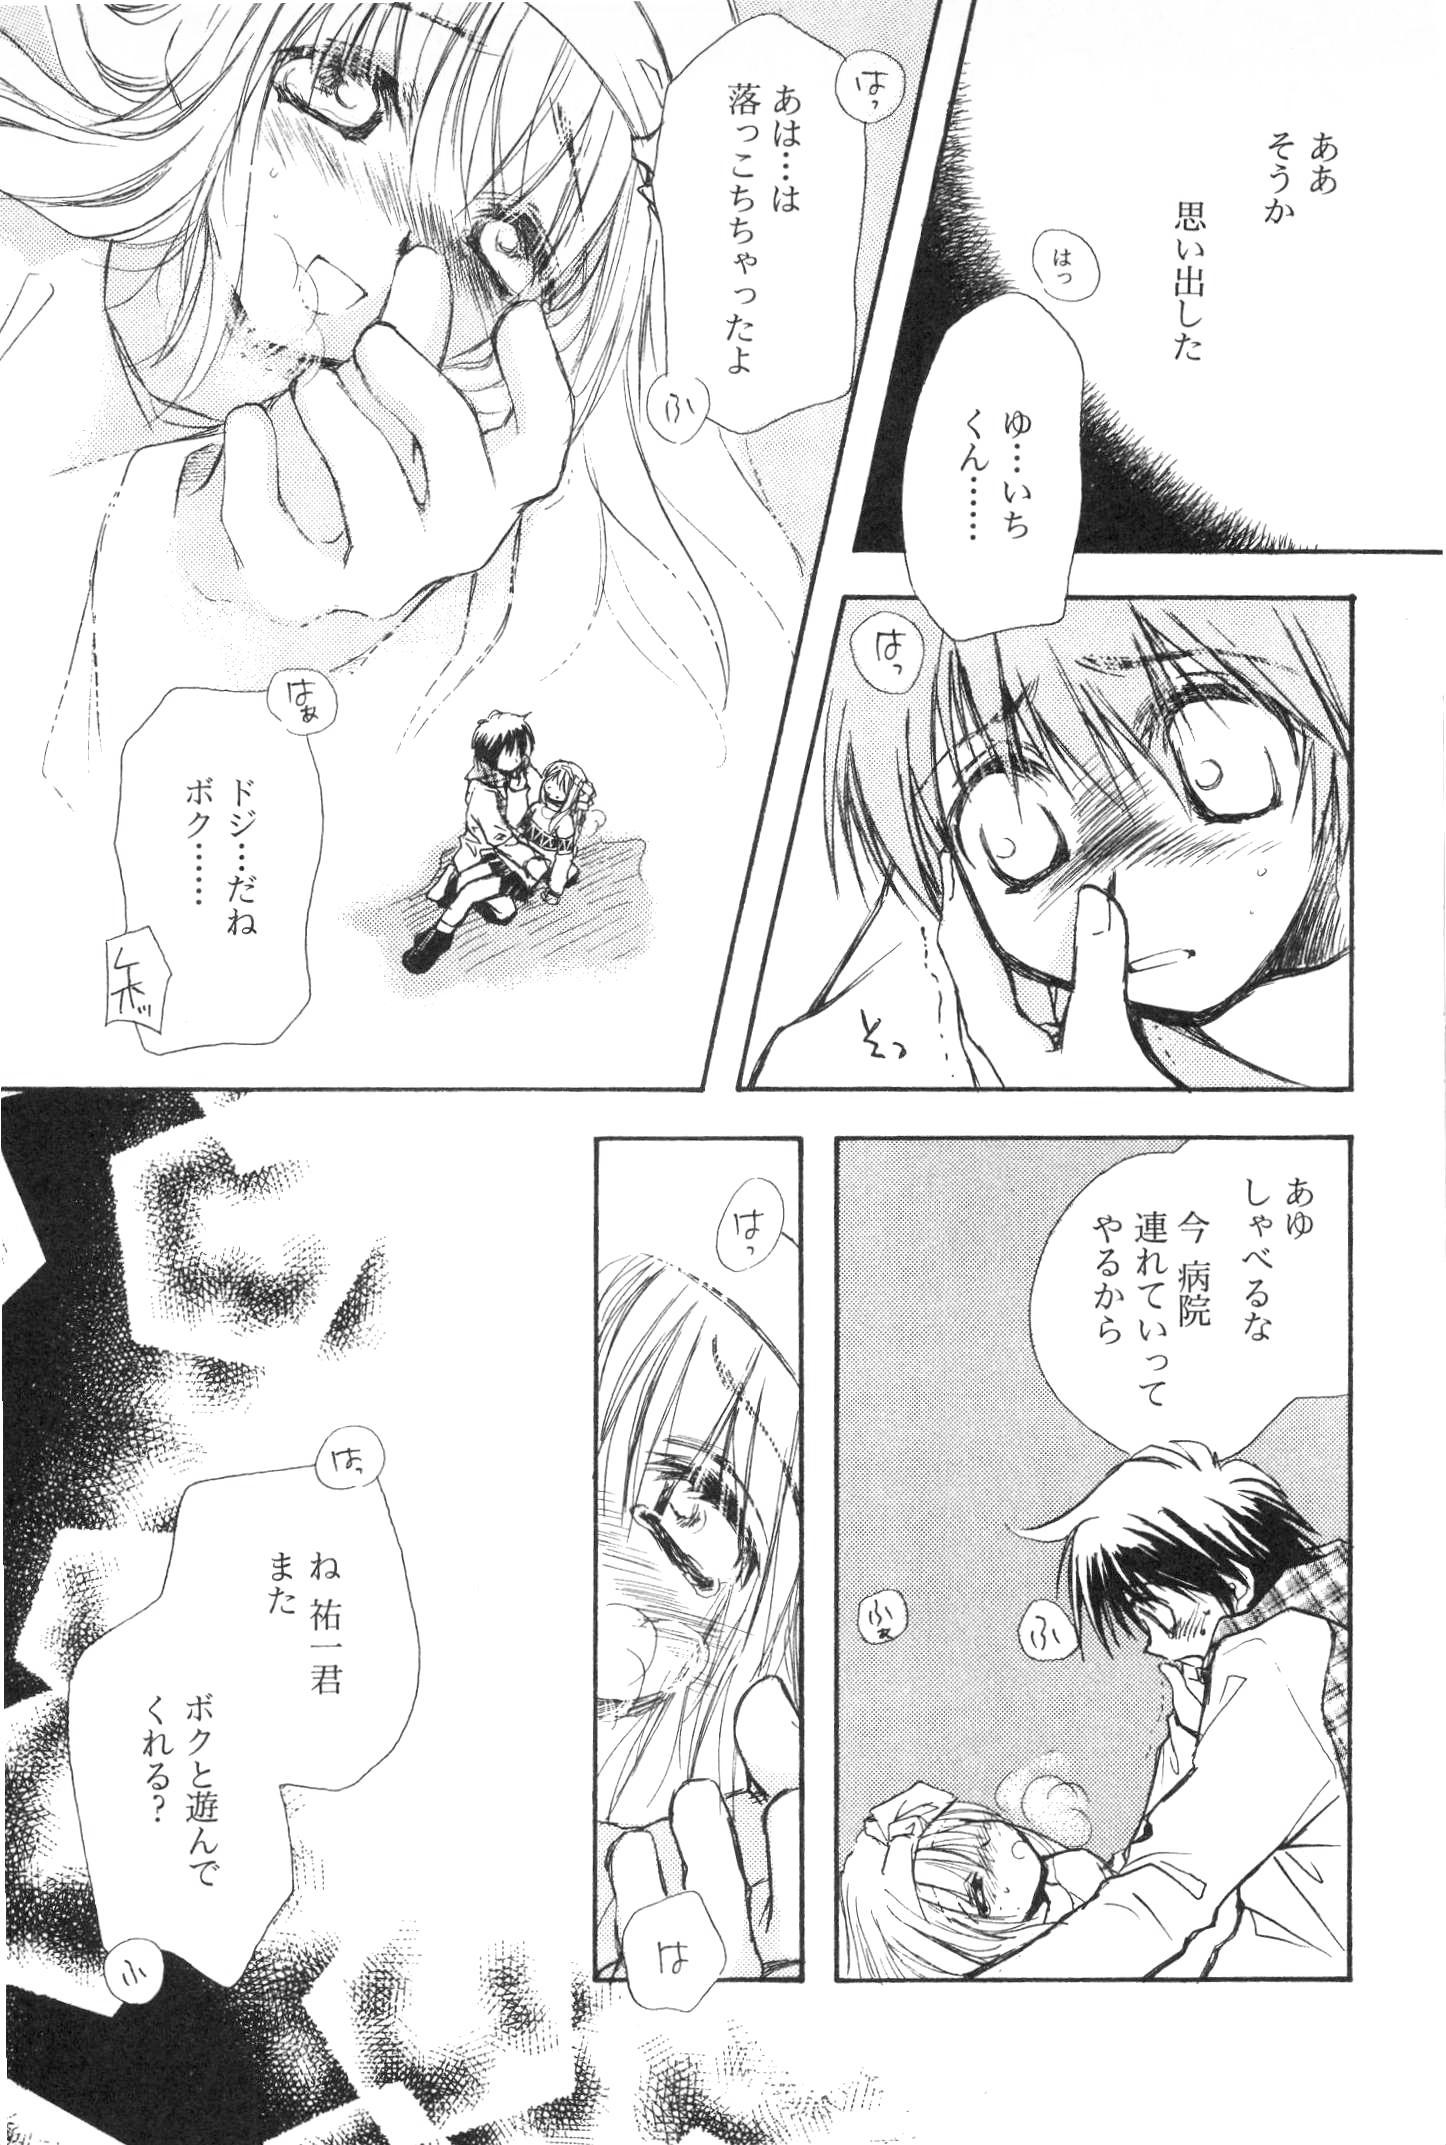 ああ
そうか
思い出した
はっ
ゆ…いち
くん………
はっ
そっ
はっ
あは…は
落っこちちゃったよ
ふ
はぁ
ドジ…だね
ボク……
あゆ
しゃべるな
今 病院
連れていって
やるから
ふ
ふぁ
はっ
は
はっ
ね 祐一君
また
ボクと遊んで
くれる?
ふ